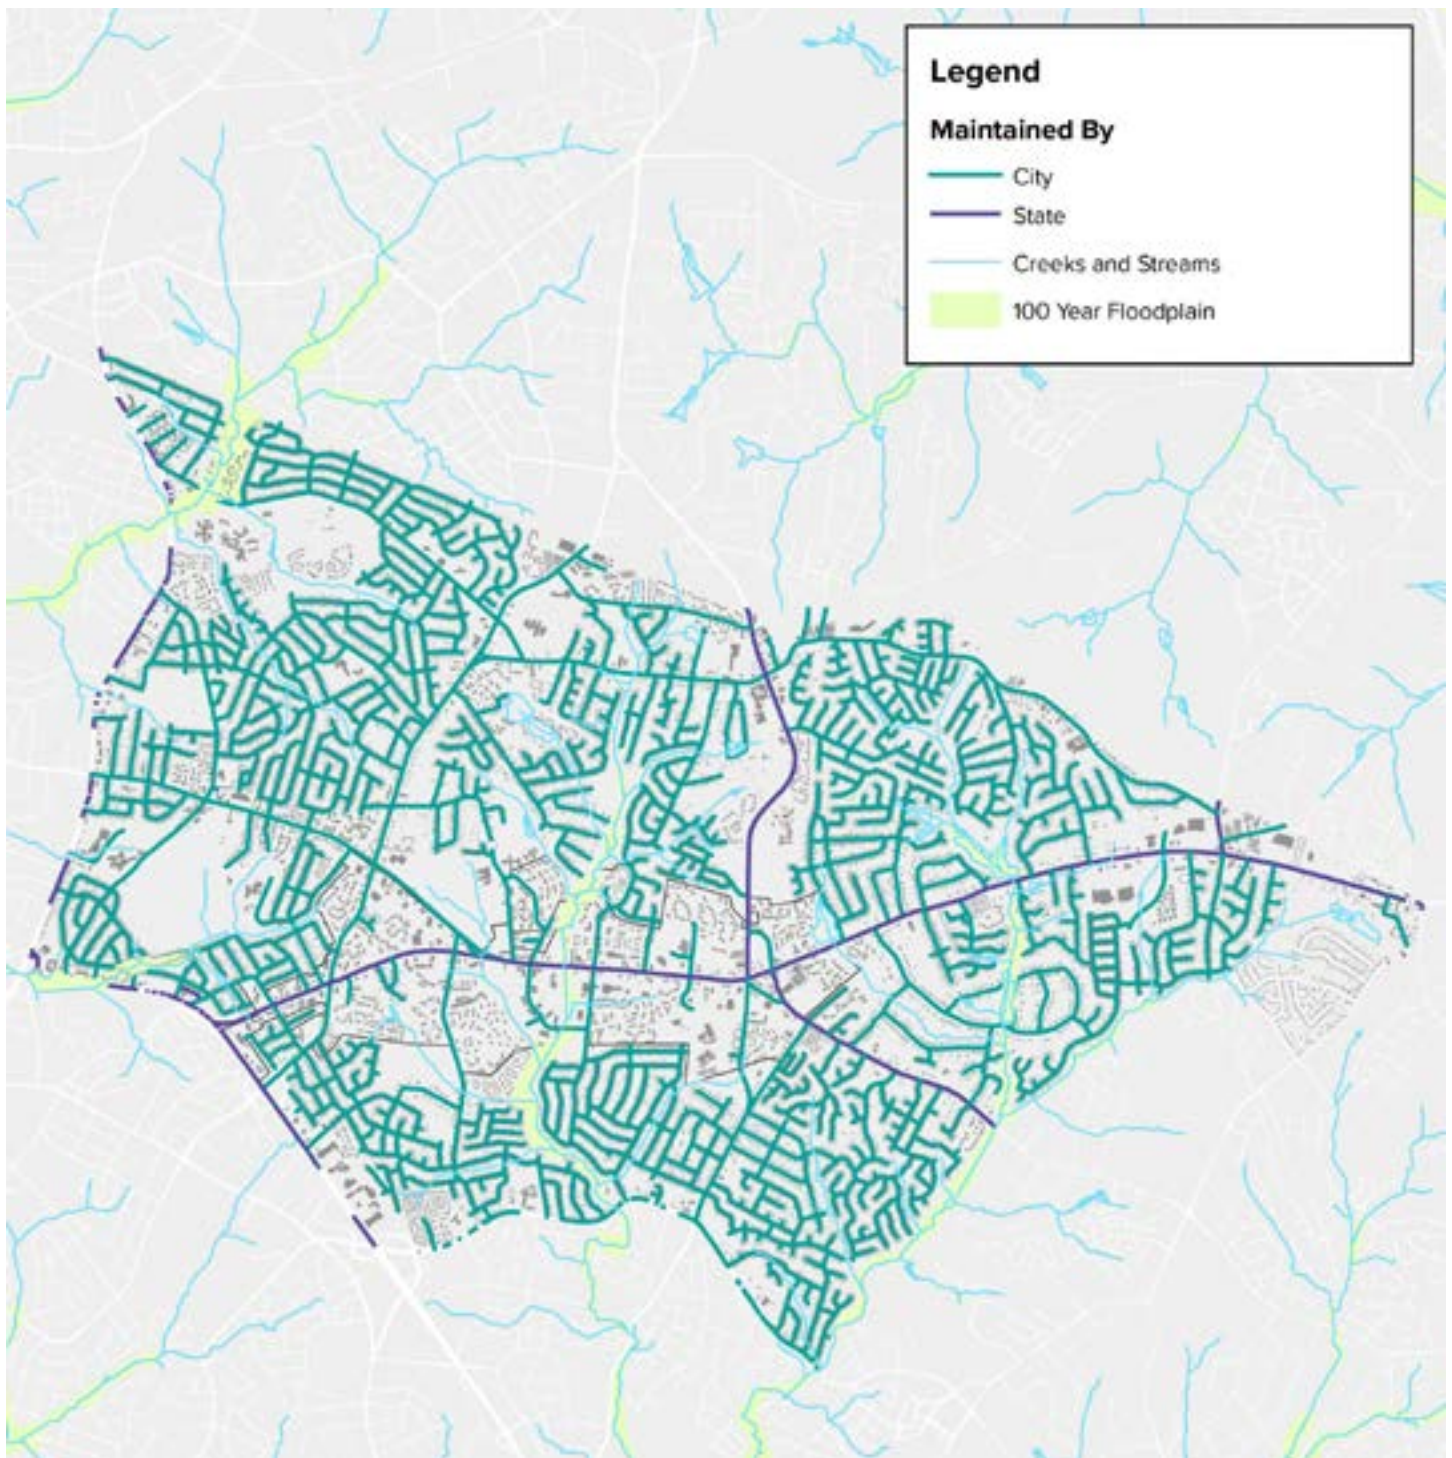 Legend
Maintained By
City
State
Creeks and Streams
100 Year Floodplain